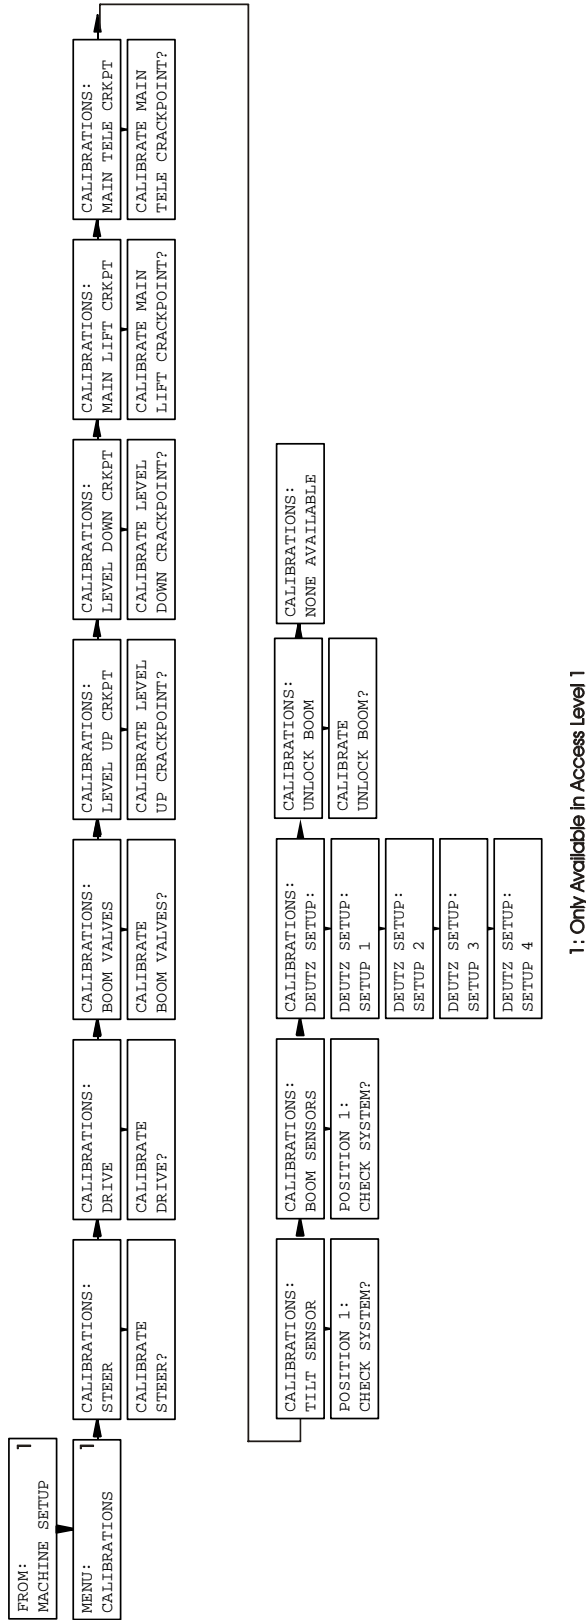 FROM: 1
MACHINE SETUP
MENU: 1
CALIBRATIONS
CALIBRATIONS:
STEER
CALIBRATE
STEER?
CALIBRATIONS:
DRIVE
CALIBRATE
DRIVE?
CALIBRATIONS:
BOOM VALVES
CALIBRATE
BOOM VALVES?
CALIBRATIONS:
LEVEL UP CRKPT
CALIBRATE LEVEL
UP CRACKPOINT?
CALIBRATIONS:
LEVEL DOWN CRKPT
CALIBRATE LEVEL
DOWN CRACKPOINT?
CALIBRATIONS:
MAIN LIFT CRKPT
CALIBRATE MAIN
LIFT CRACKPOINT?
CALIBRATIONS:
MAIN TELE CRKPT
CALIBRATE MAIN
TELE CRACKPOINT?
CALIBRATIONS:
TILT SENSOR
POSITION 1:
CHECK SYSTEM?
CALIBRATIONS:
BOOM SENSORS
POSITION 1:
CHECK SYSTEM?
CALIBRATIONS:
DEUTZ SETUP:
DEUTZ SETUP:
SETUP 1
DEUTZ SETUP:
SETUP 2
DEUTZ SETUP:
SETUP 3
DEUTZ SETUP:
SETUP 4
CALIBRATIONS:
UNLOCK BOOM
CALIBRATE
UNLOCK BOOM?
CALIBRATIONS:
NONE AVAILABLE
1: Only Available in Access Level 1